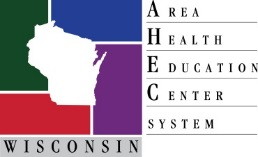 AREA
HEALTH
EDUCATION
CENTER
SYSTEM
WISCONSIN